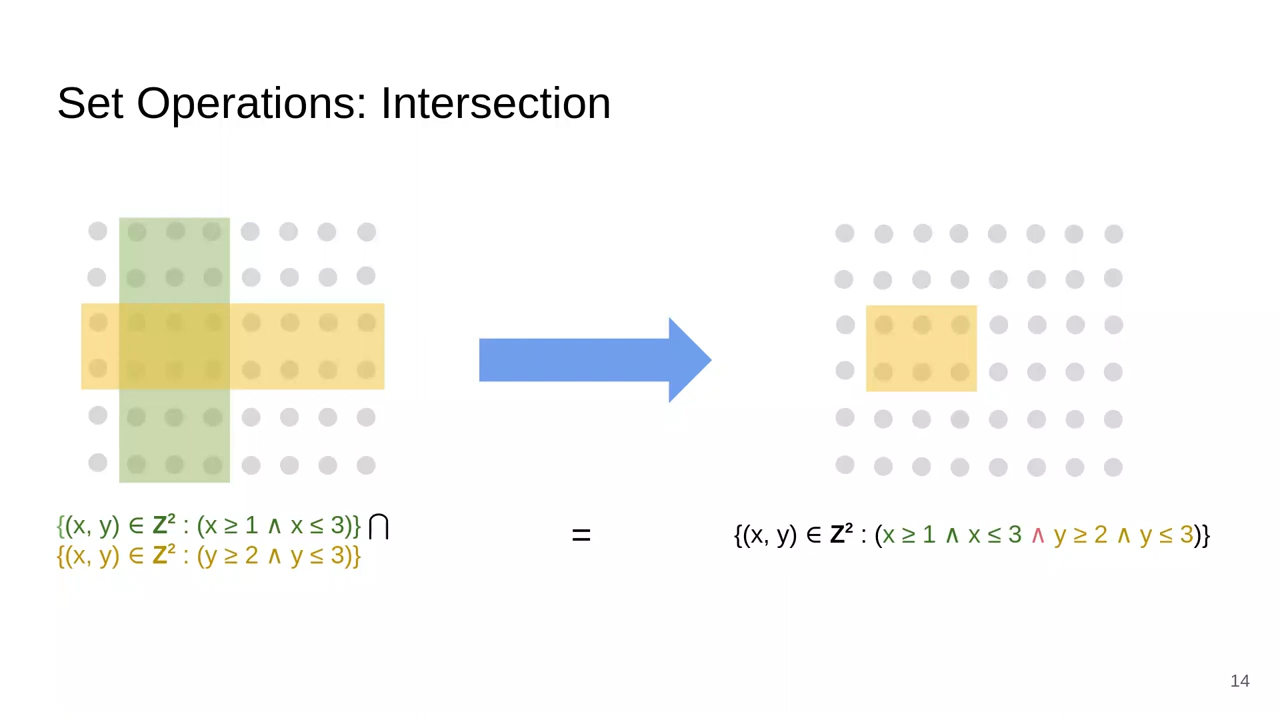 Set Operations: Intersection
{(x, y) ∈ Z² : (x ≥ 1 ∧ x ≤ 3)} ⋂
{(x, y) ∈ Z² : (y ≥ 2 ∧ y ≤ 3)}
=
{(x, y) ∈ Z² : (x ≥ 1 ∧ x ≤ 3 ∧ y ≥ 2 ∧ y ≤ 3)}
14